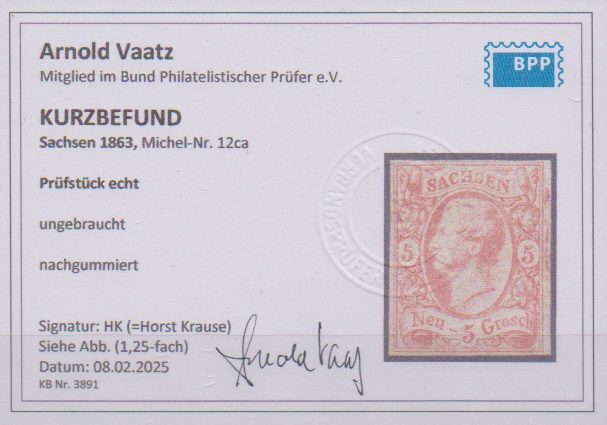 Arnold Vaatz
Mitglied im Bund Philatelistischer Prüfer e.V.
BPP
KURZBEFUND
Sachsen 1863, Michel-Nr. 12ca
Prüfstück echt
ungebraucht
nachgummiert
SACHSEN
5 5
Neu - 5 Grosch
Signatur: HK (=Horst Krause)
Siehe Abb. (1,25-fach)
Datum: 08.02.2025
KB Nr. 3891
Arnold Vaatz